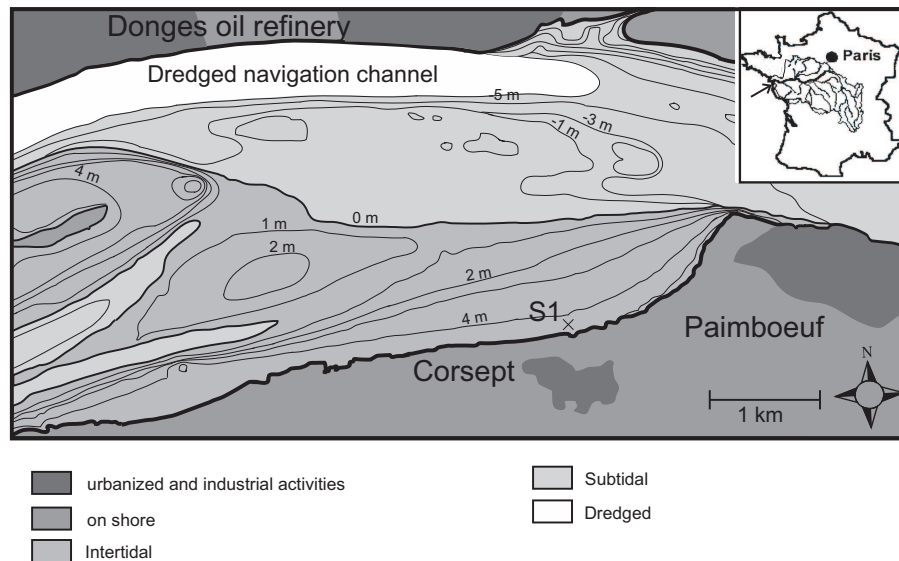 Donges oil refinery
Paris
Dredged navigation channel
-5 m
-3 m
-1 m
4 m
0 m
1 m
2 m
2 m
4 m
S1
Paimboeuf
Corsept
N
1 km
urbanized and industrial activities
on shore
Intertidal
Subtidal
Dredged